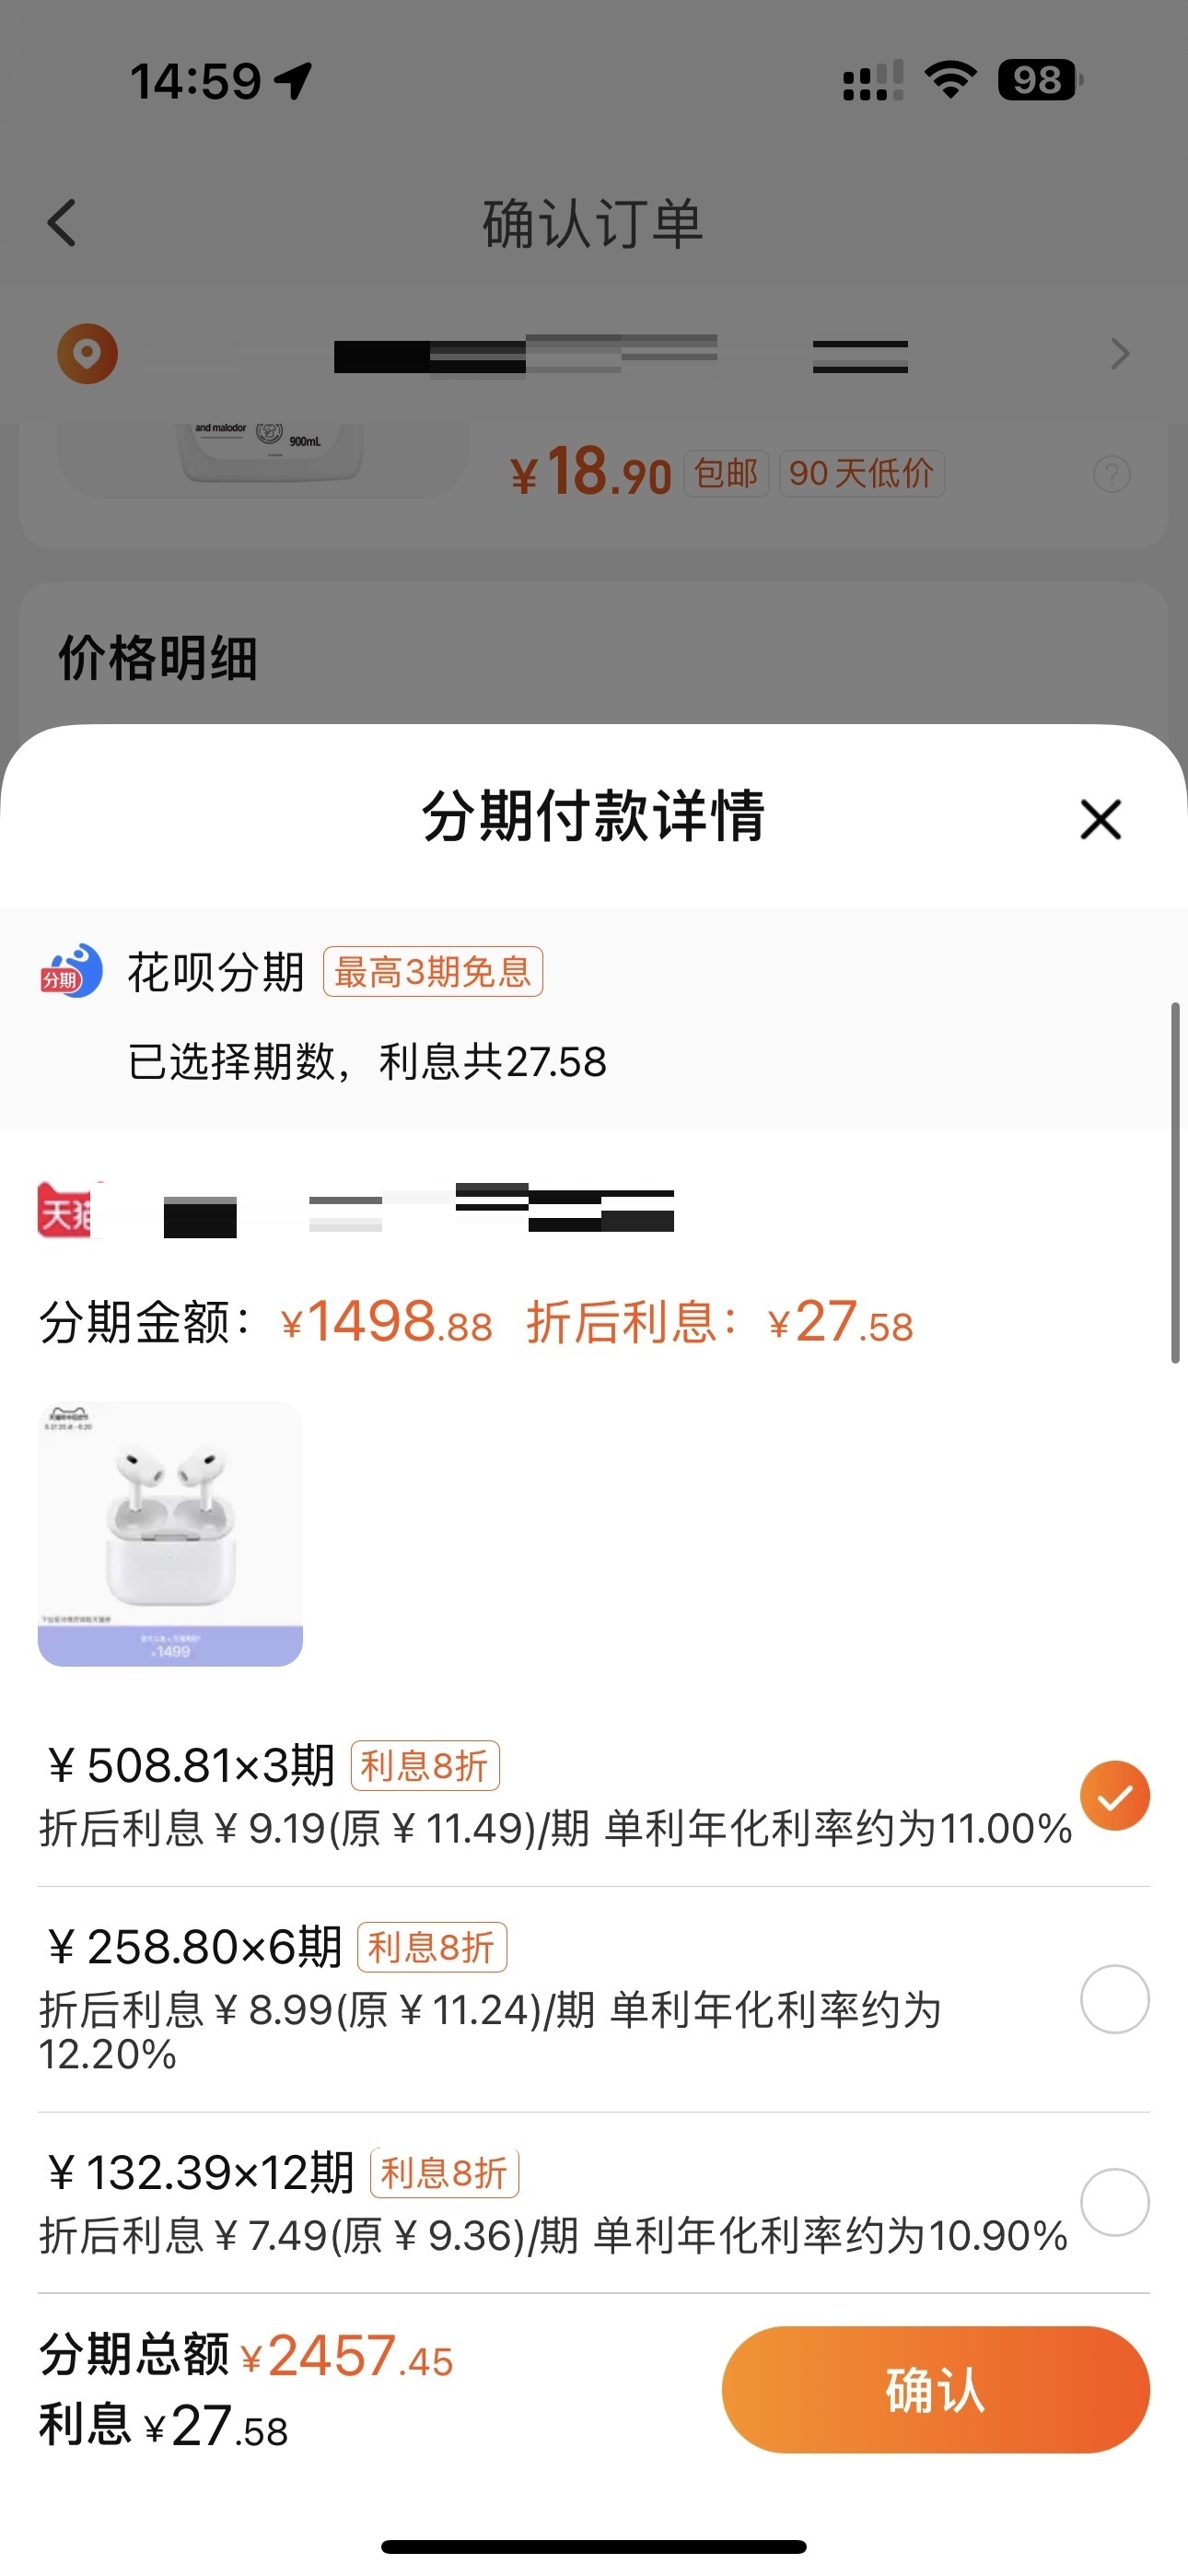 14:59
98
确认订单
and malodor
900mL
¥18.90 包邮 90天低价
价格明细
分期付款详情
分期 花呗分期 最高3期免息
已选择期数，利息共27.58
天猫
分期金额：¥1498.88 折后利息：¥27.58
¥1499
¥508.81×3期 利息8折
折后利息¥9.19(原¥11.49)/期 单利年化利率约为11.00%
¥258.80×6期 利息8折
折后利息¥8.99(原¥11.24)/期 单利年化利率约为
12.20%
¥132.39×12期 利息8折
折后利息¥7.49(原¥9.36)/期 单利年化利率约为10.90%
分期总额¥2457.45
利息¥27.58
确认